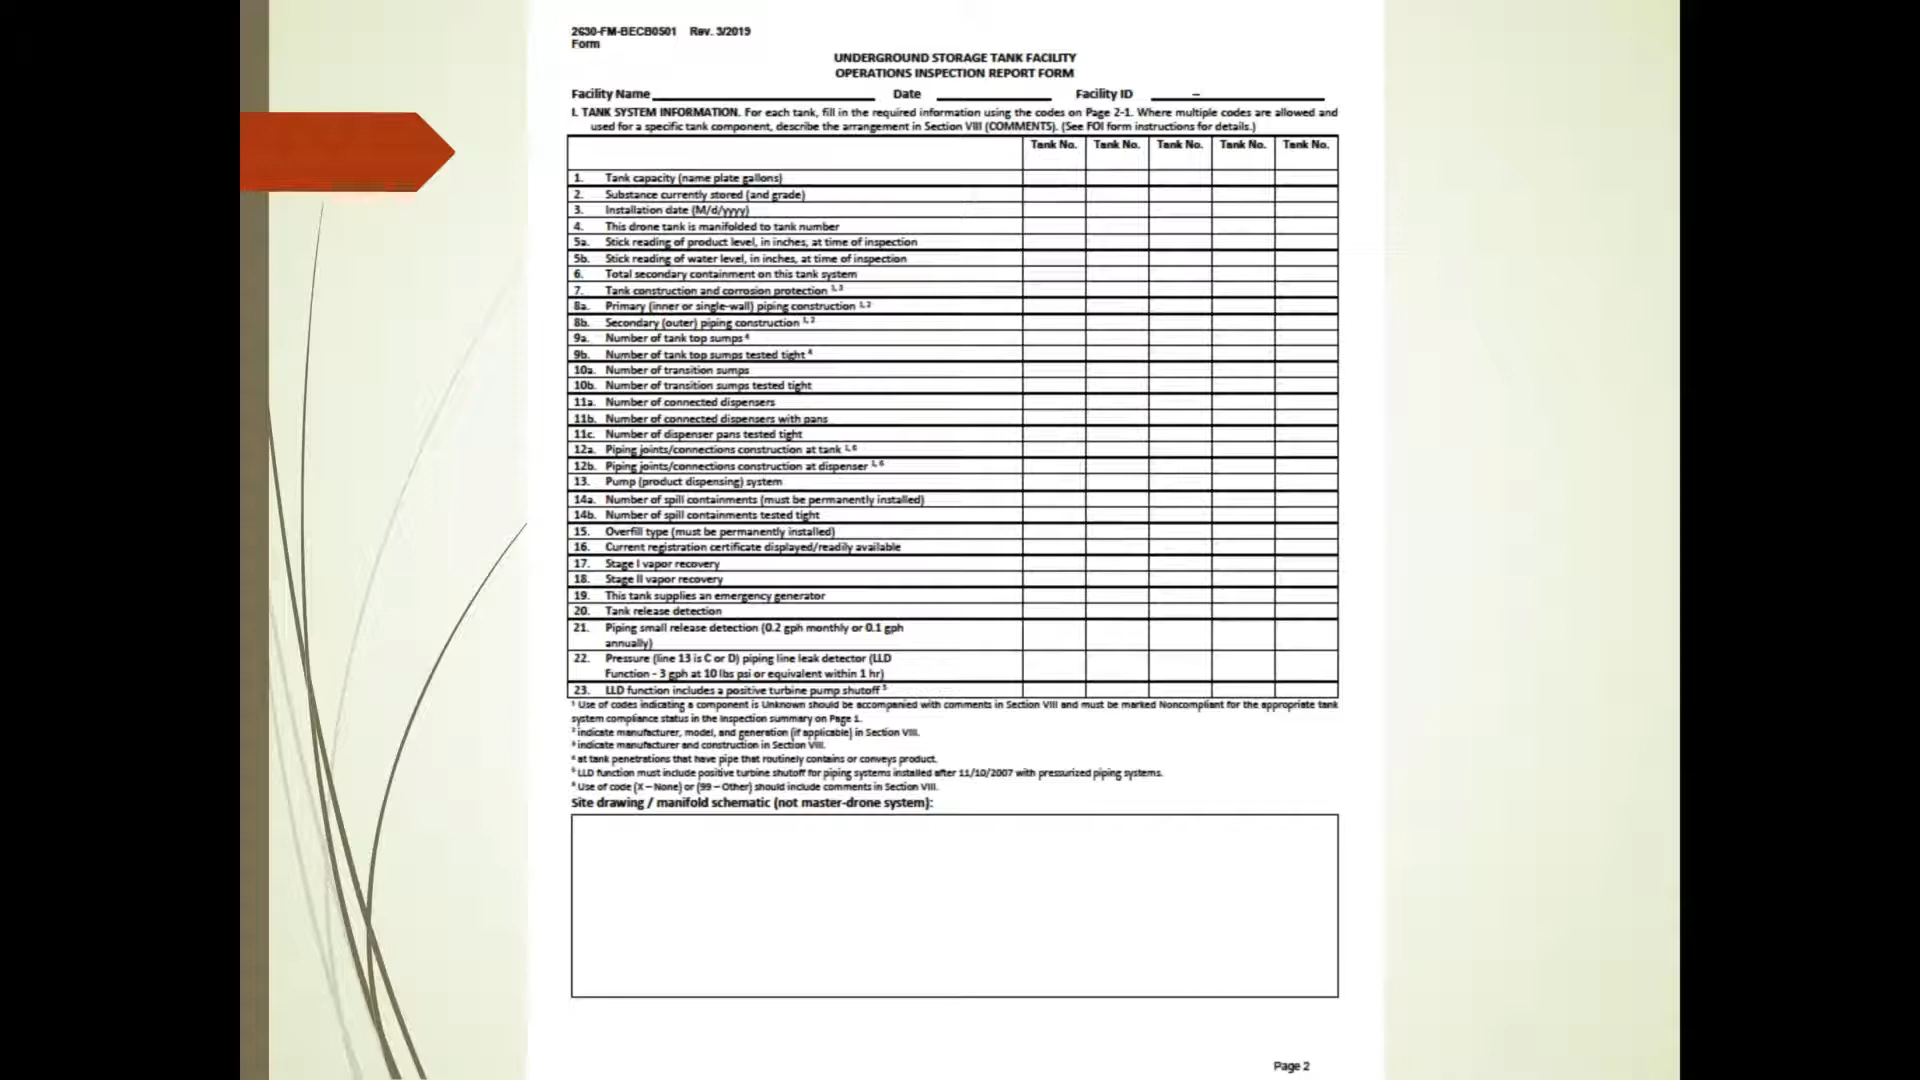 2630-FM-BECB0501 Rev. 3/2019
Form
UNDERGROUND STORAGE TANK FACILITY
OPERATIONS INSPECTION REPORT FORM
Facility Name Date Facility ID –
I. TANK SYSTEM INFORMATION. For each tank, fill in the required information using the codes on Page 2-1. Where multiple codes are allowed and
used for a specific tank component, describe the arrangement in Section VIII (COMMENTS). (See FOI form instructions for details.)
Tank No. Tank No. Tank No. Tank No. Tank No.
1. Tank capacity (name plate gallons)
2. Substance currently stored (and grade)
3. Installation date (M/d/yyyy)
4. This drone tank is manifolded to tank number
5a. Stick reading of product level, in inches, at time of inspection
5b. Stick reading of water level, in inches, at time of inspection
6. Total secondary containment on this tank system
7. Tank construction and corrosion protection 1, 3
8a. Primary (inner or single-wall) piping construction 1, 2
8b. Secondary (outer) piping construction 1, 2
9a. Number of tank top sumps 4
9b. Number of tank top sumps tested tight 4
10a. Number of transition sumps
10b. Number of transition sumps tested tight
11a. Number of connected dispensers
11b. Number of connected dispensers with pans
11c. Number of dispenser pans tested tight
12a. Piping joints/connections construction at tank 1, 6
12b. Piping joints/connections construction at dispenser 1, 6
13. Pump (product dispensing) system
14a. Number of spill containments (must be permanently installed)
14b. Number of spill containments tested tight
15. Overfill type (must be permanently installed)
16. Current registration certificate displayed/readily available
17. Stage I vapor recovery
18. Stage II vapor recovery
19. This tank supplies an emergency generator
20. Tank release detection
21. Piping small release detection (0.2 gph monthly or 0.1 gph
annually)
22. Pressure (line 13 is C or D) piping line leak detector (LLD
Function - 3 gph at 10 lbs psi or equivalent within 1 hr)
23. LLD function includes a positive turbine pump shutoff 5
1 Use of codes indicating a component is Unknown should be accompanied with comments in Section VIII and must be marked Noncompliant for the appropriate tank
system compliance status in the Inspection summary on Page 1.
2 indicate manufacturer, model, and generation (if applicable) in Section VIII.
3 indicate manufacturer and construction in Section VIII.
4 at tank penetrations that have pipe that routinely contains or conveys product.
5 LLD function must include positive turbine shutoff for piping systems installed after 11/10/2007 with pressurized piping systems.
6 Use of code (X – None) or (99 – Other) should include comments in Section VIII.
Site drawing / manifold schematic (not master-drone system):
Page 2